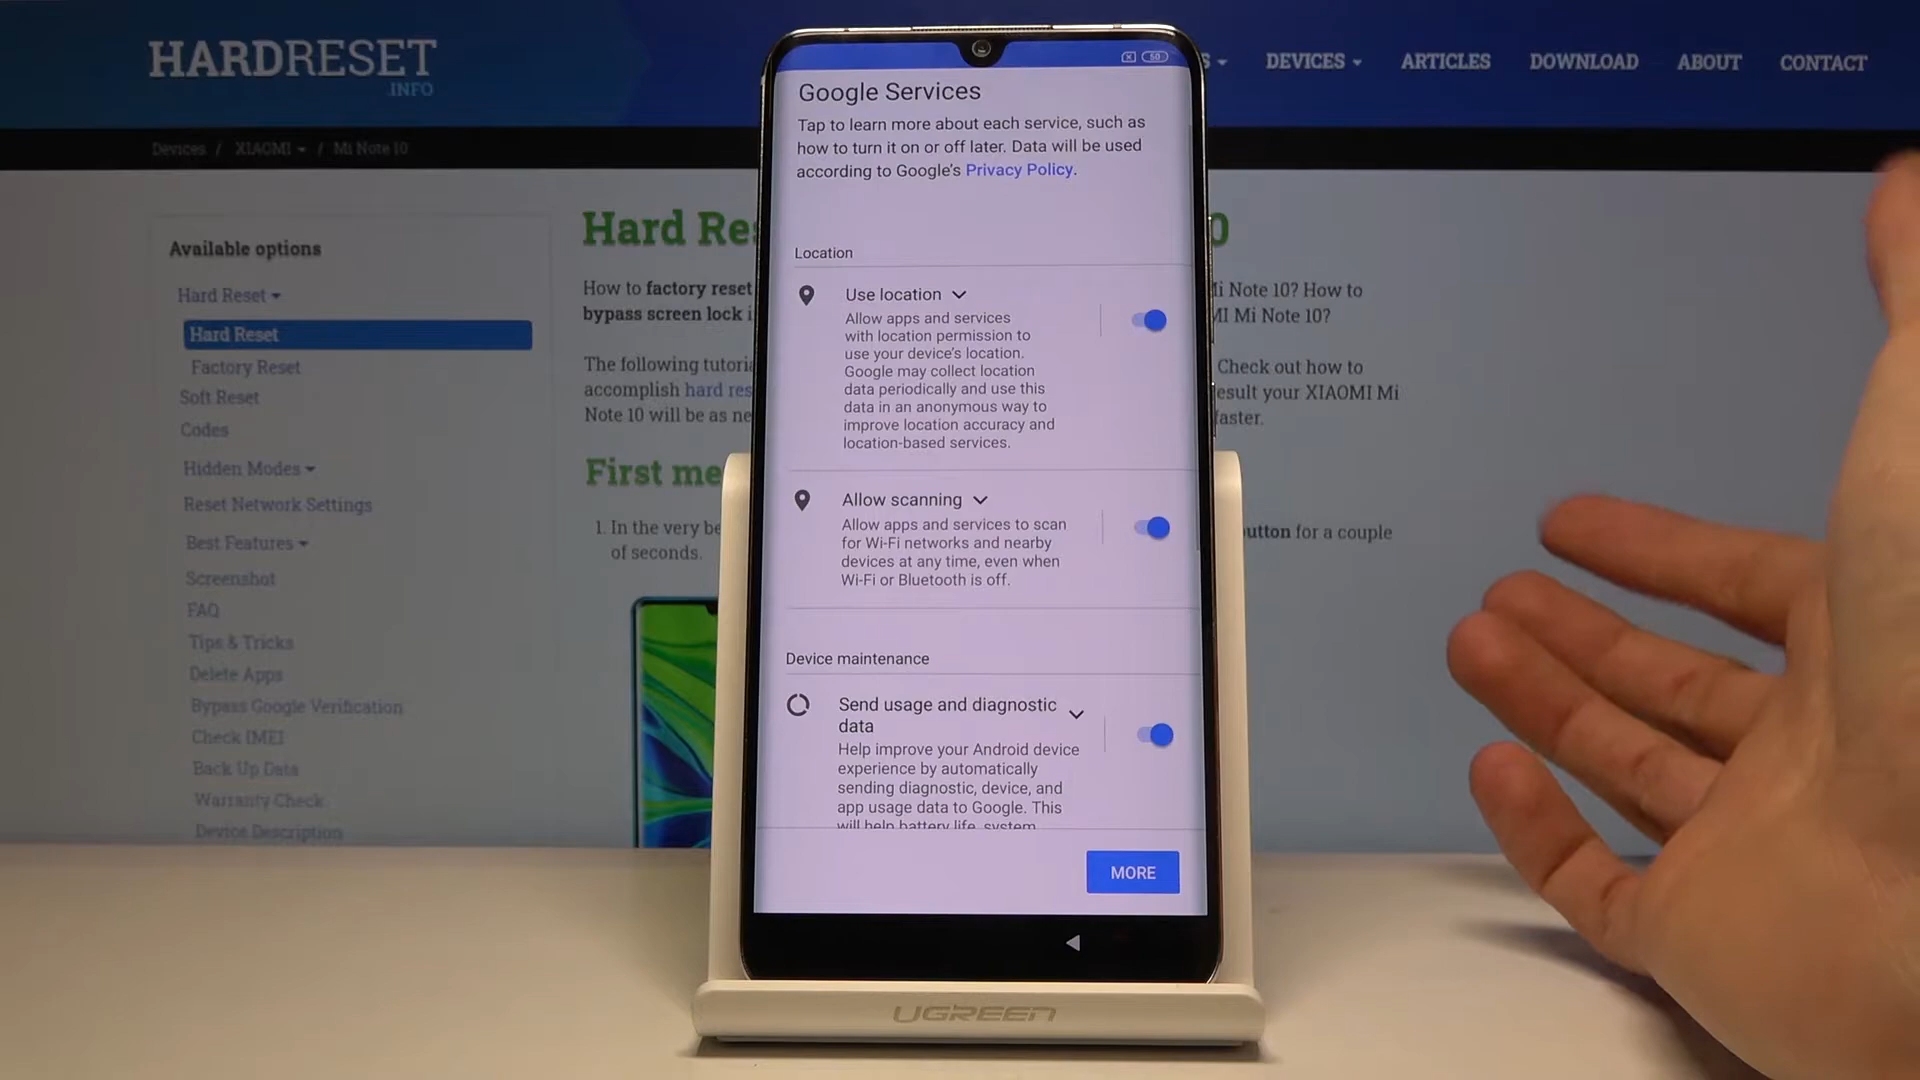 HARDRESET
.INFO
DEVICES
ARTICLES
DOWNLOAD
ABOUT
CONTACT
Devices / XIAOMI / Mi Note 10
Available options
Hard Reset
Hard Reset
Factory Reset
Soft Reset
Codes
Hidden Modes
Reset Network Settings
Best Features
Screenshot
FAQ
Tips & Tricks
Delete Apps
Bypass Google Verification
Check IMEI
Back Up Data
Warranty Check
Device Description
Hard Re
0
How to factory reset
Mi Note 10? How to
bypass screen lock
MI Mi Note 10?
The following
Check out how to
accomplish hard
result your XIAOMI Mi
Note 10 will be as
faster.
First
1. In the very
button for a couple
of seconds.
50
Google Services
Tap to learn more about each service, such as
how to turn it on or off later. Data will be used
according to Google's Privacy Policy.
Location
Use location
Allow apps and services
with location permission to
use your device's location.
Google may collect location
data periodically and use this
data in an anonymous way to
improve location accuracy and
location-based services.
Allow scanning
Allow apps and services to scan
for Wi-Fi networks and nearby
devices at any time, even when
Wi-Fi or Bluetooth is off.
Device maintenance
Send usage and diagnostic
data
Help improve your Android device
experience by automatically
sending diagnostic, device, and
app usage data to Google. This
will help battery life, system
MORE
UGREEN